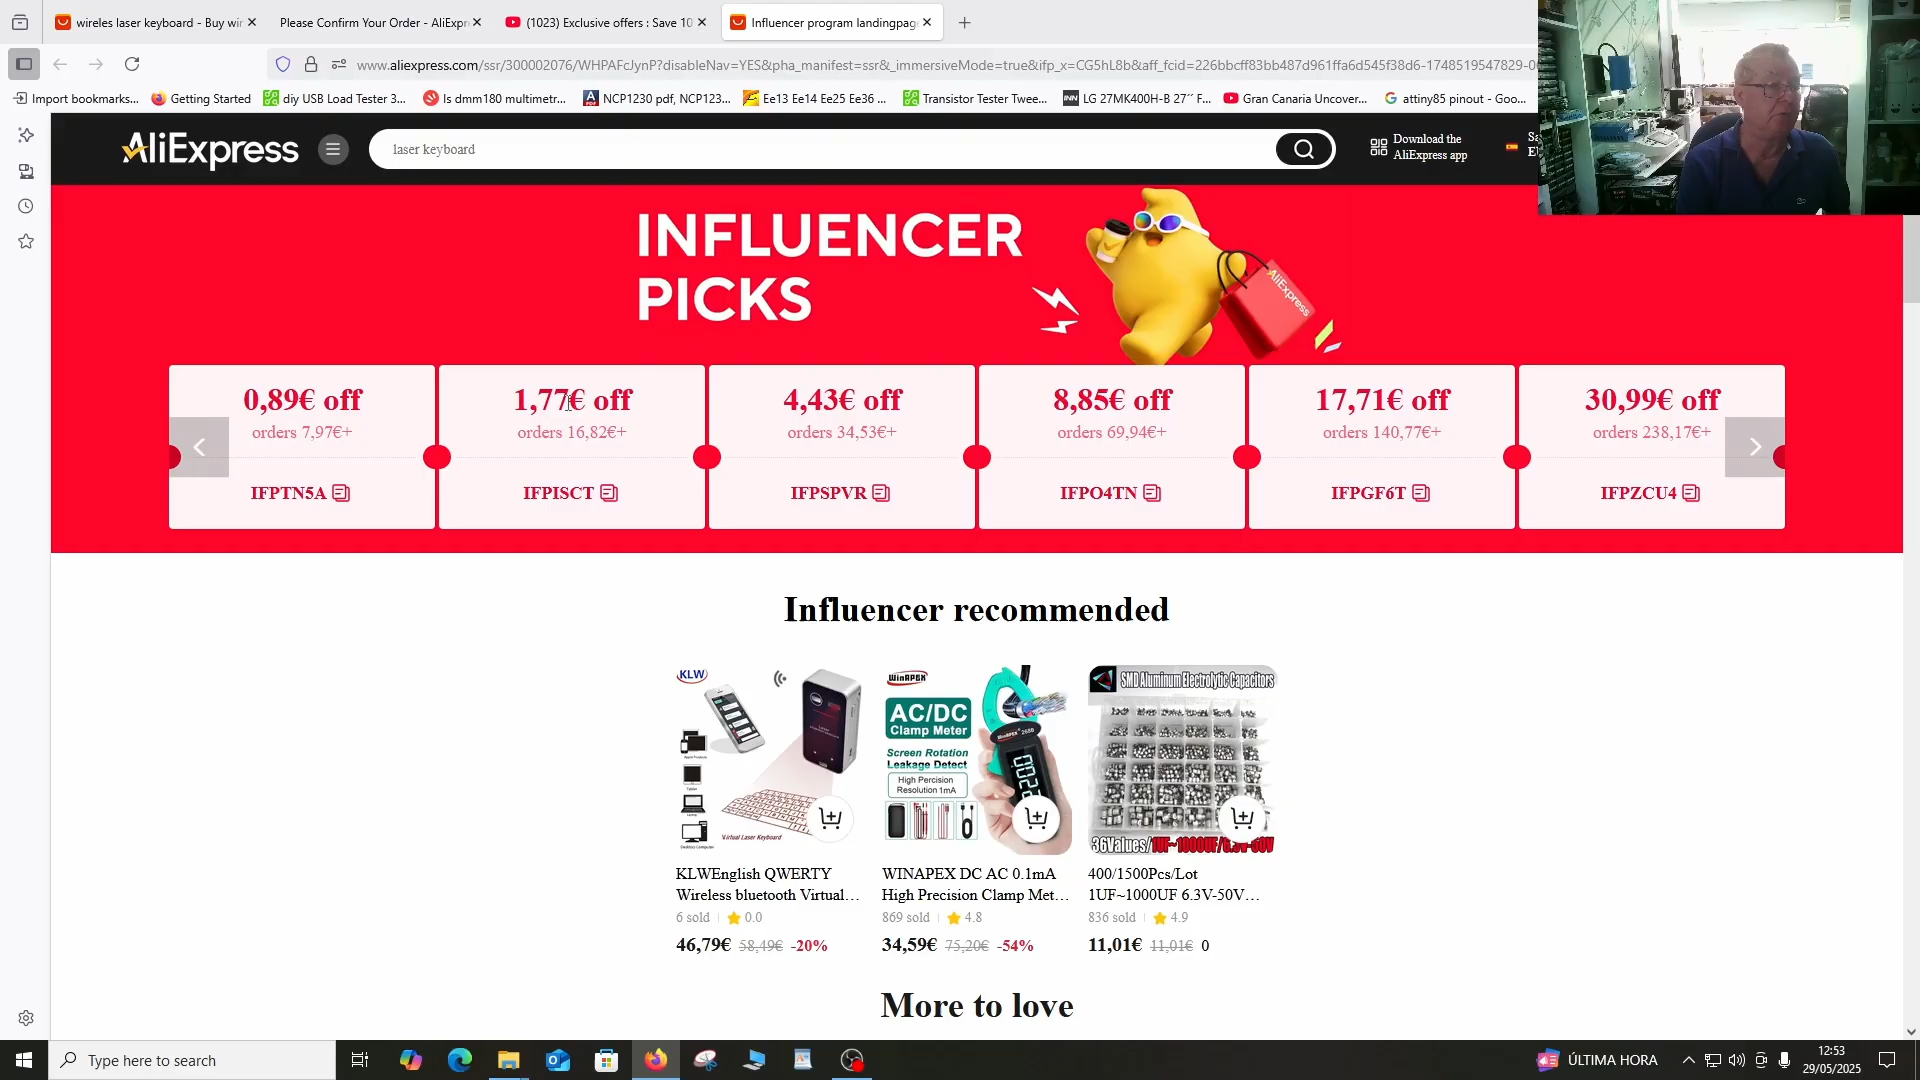 wireles laser keyboard - Buy wir
Please Confirm Your Order - AliExpr
(1023) Exclusive offers : Save 10
Influencer program landingpag
www.aliexpress.com/ssr/300002076/WHPAFcJynP?disableNav=YES&pha_manifest=ssr&_immersiveMode=true&ifp_x=CG5hL8b&aff_fcid=226bbcff83bb487d961ffa6d545f38d6-1748519547829-0
Import bookmarks...
Getting Started
diy USB Load Tester 3...
Is dmm180 multimetr...
NCP1230 pdf, NCP123...
Ee13 Ee14 Ee25 Ee36 ...
Transistor Tester Twee...
LG 27MK400H-B 27´´ F...
Gran Canaria Uncover...
attiny85 pinout - Goo...
AliExpress
laser keyboard
Download the
AliExpress app
INFLUENCER
PICKS
AliExpress
0,89€ off
orders 7,97€+
IFPTN5A
1,77€ off
orders 16,82€+
IFPISCT
4,43€ off
orders 34,53€+
IFPSPVR
8,85€ off
orders 69,94€+
IFPO4TN
17,71€ off
orders 140,77€+
IFPGF6T
30,99€ off
orders 238,17€+
IFPZCU4
Influencer recommended
KLW
Virtual Laser Keyboard
KLWEnglish QWERTY
Wireless bluetooth Virtual...
6 sold 0.0
46,79€ 58,49€ -20%
WinAPEX
AC/DC
Clamp Meter
Screen Rotation
Leakage Detect
High Percision
Resolution 1mA
WINAPEX DC AC 0.1mA
High Precision Clamp Met...
869 sold 4.8
34,59€ 75,20€ -54%
SMD Aluminum Electrolytic Capacitors
36Values/1UF~1000UF/6.3V-50V
400/1500Pcs/Lot
1UF~1000UF 6.3V-50V...
836 sold 4.9
11,01€ 11,01€ 0
More to love
Type here to search
ÚLTIMA HORA
12:53
29/05/2025